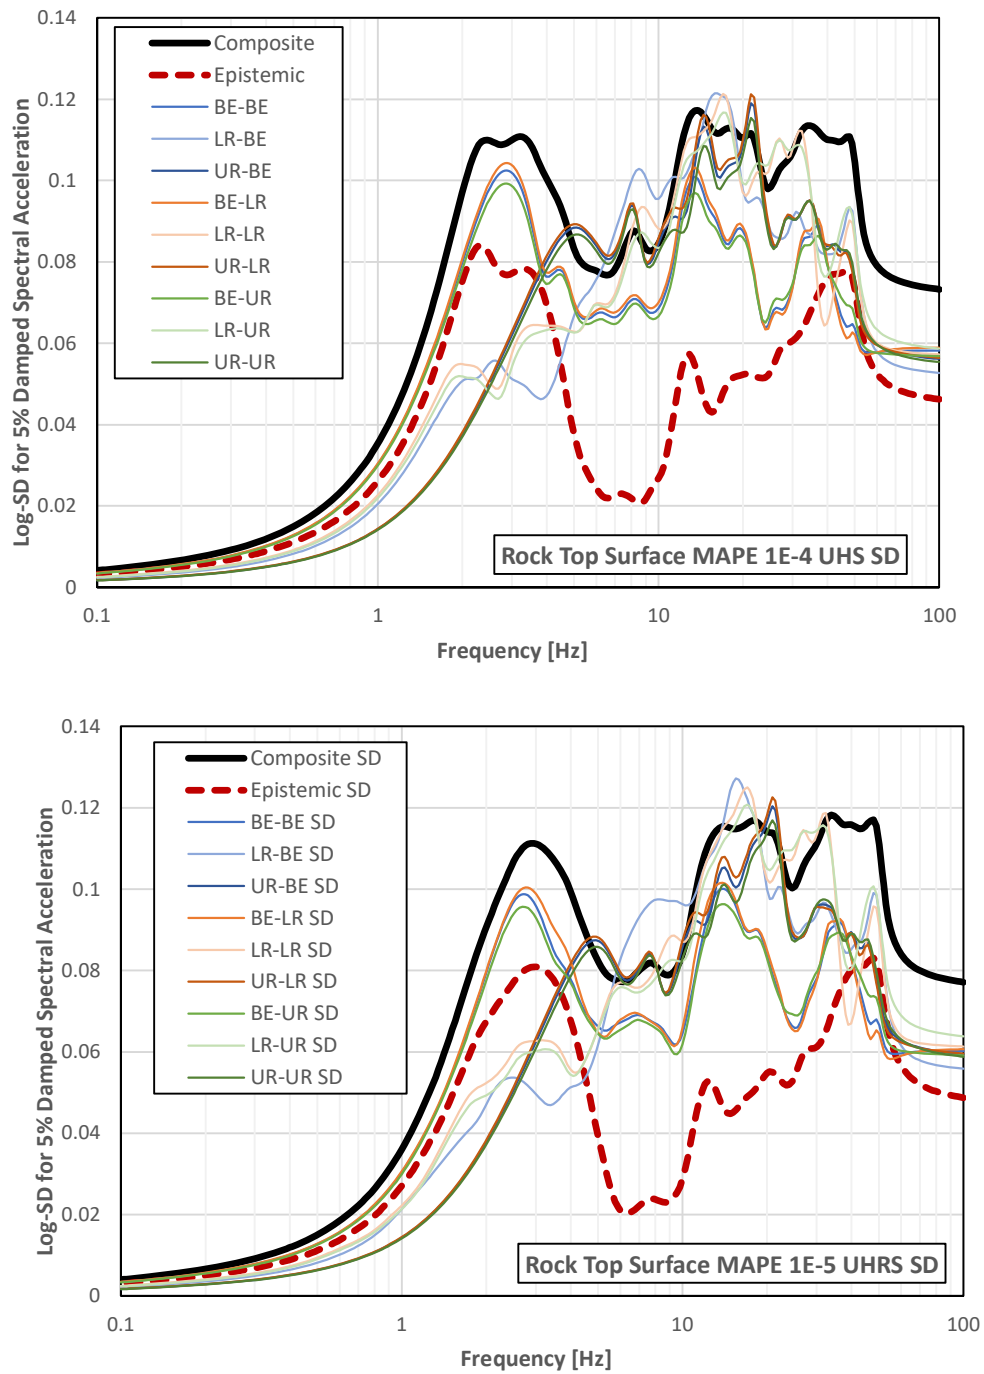 0.14
0.12
0.1
0.08
0.06
0.04
0.02
0
Log-SD for 5% Damped Spectral Acceleration
Composite
Epistemic
BE-BE
LR-BE
UR-BE
BE-LR
LR-LR
UR-LR
BE-UR
LR-UR
UR-UR
Rock Top Surface MAPE 1E-4 UHS SD
0.1 1 10 100
Frequency [Hz]
0.14
0.12
0.1
0.08
0.06
0.04
0.02
0
Log-SD for 5% Damped Spectral Acceleration
Composite SD
Epistemic SD
BE-BE SD
LR-BE SD
UR-BE SD
BE-LR SD
LR-LR SD
UR-LR SD
BE-UR SD
LR-UR SD
UR-UR SD
Rock Top Surface MAPE 1E-5 UHRS SD
0.1 1 10 100
Frequency [Hz]